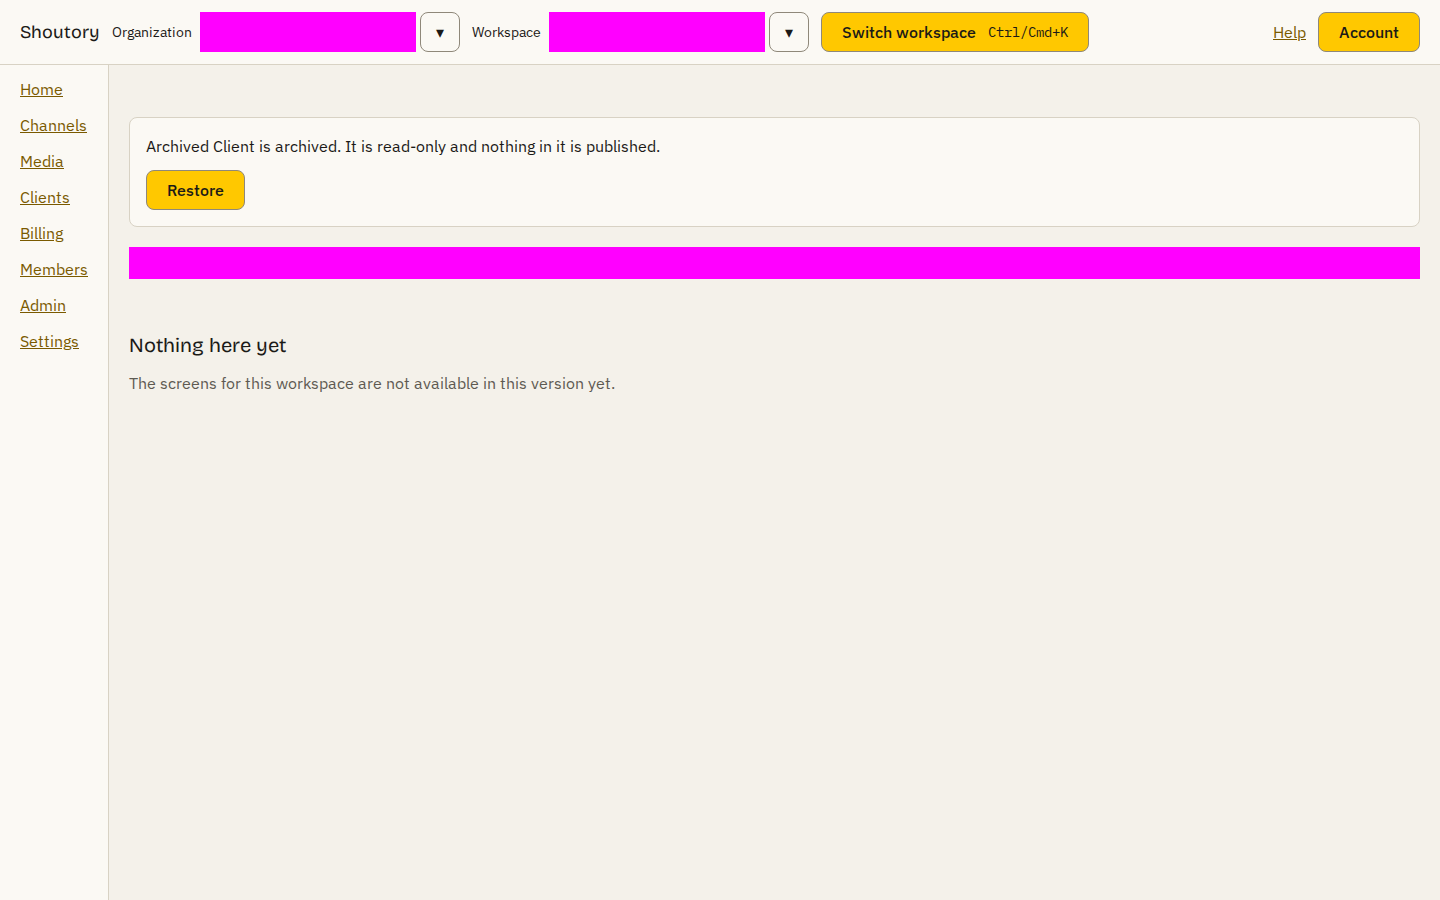 Shoutory Organization ▼ Workspace ▼ Switch workspace Ctrl/Cmd+K Help Account
Home
Channels
Media
Clients
Billing
Members
Admin
Settings
Archived Client is archived. It is read-only and nothing in it is published.
Restore
Nothing here yet
The screens for this workspace are not available in this version yet.